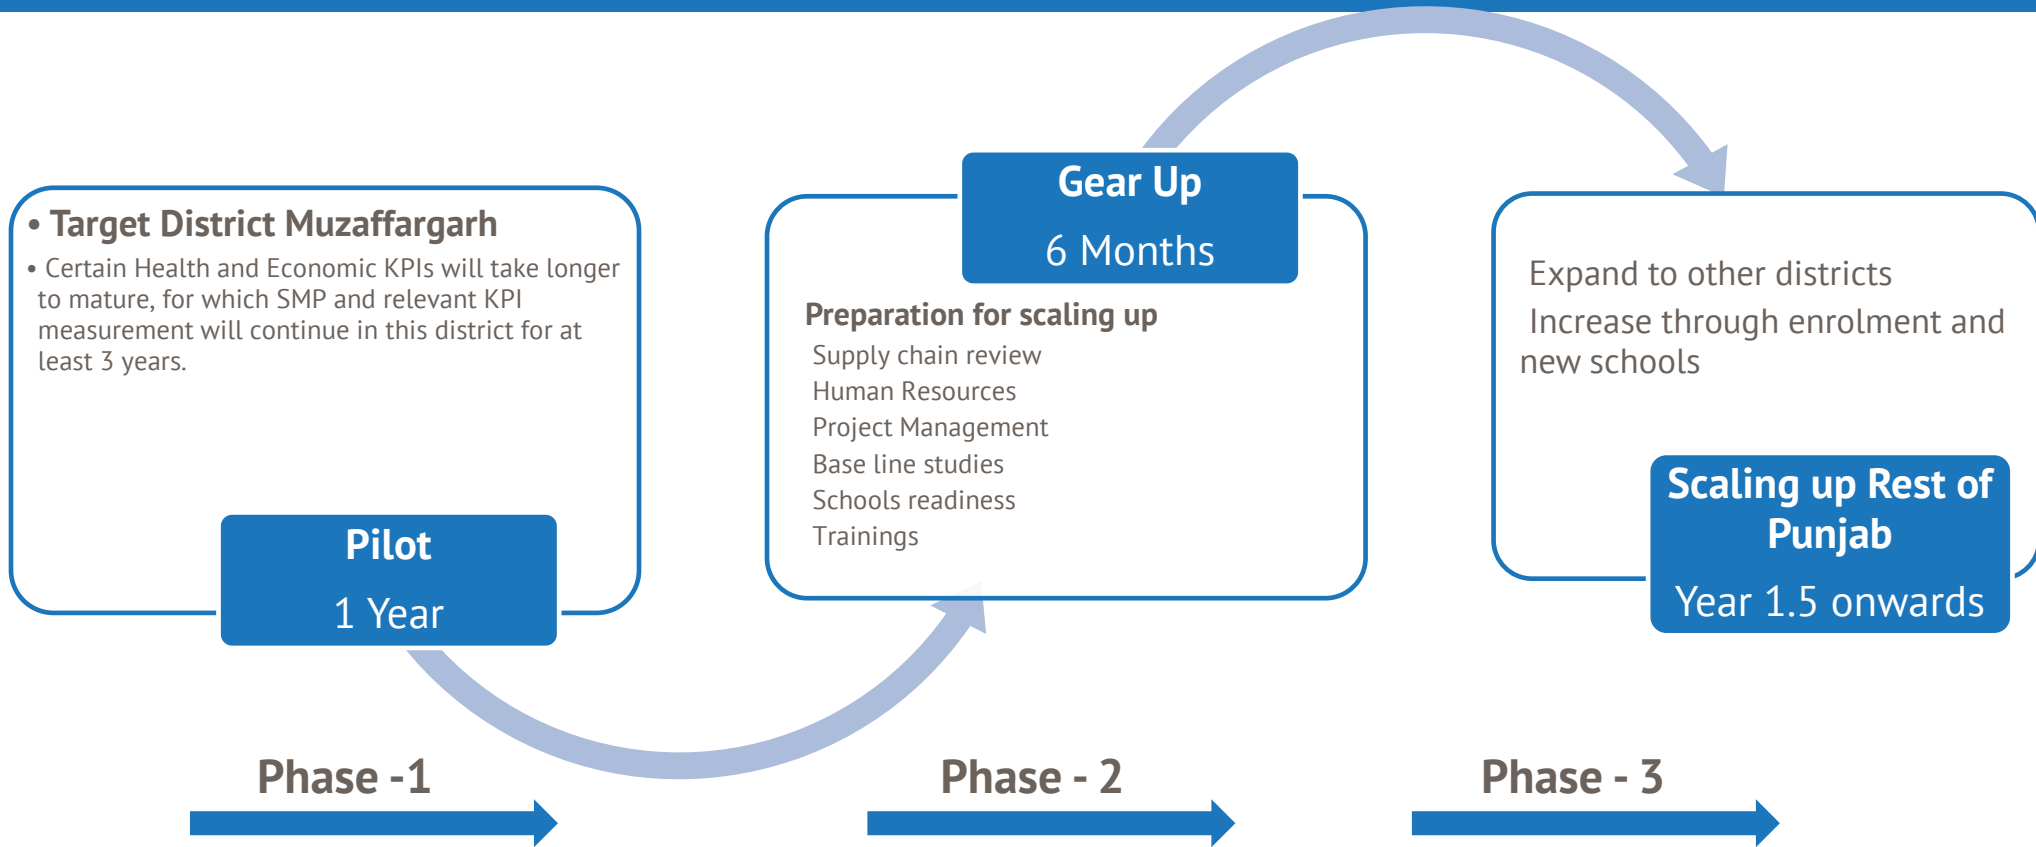 • Target District Muzaffargarh
• Certain Health and Economic KPIs will take longer
to mature, for which SMP and relevant KPI
measurement will continue in this district for at
least 3 years.
Pilot
1 Year
Gear Up
6 Months
Preparation for scaling up
Supply chain review
Human Resources
Project Management
Base line studies
Schools readiness
Trainings
Expand to other districts
Increase through enrolment and
new schools
Scaling up Rest of
Punjab
Year 1.5 onwards
Phase -1
Phase - 2
Phase - 3